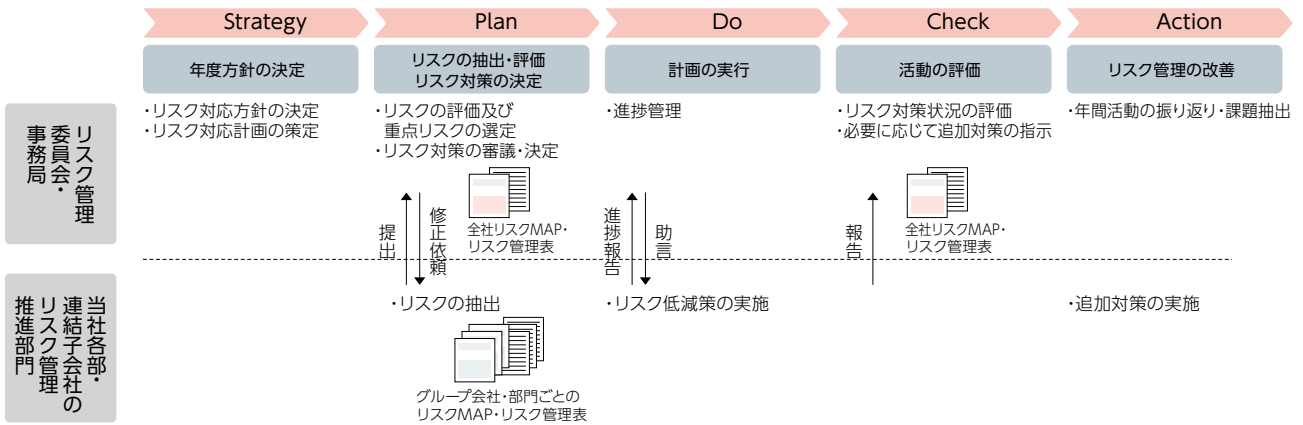 Strategy
Plan
Do
Check
Action
年度方針の決定
リスクの抽出・評価
リスク対策の決定
計画の実行
活動の評価
リスク管理の改善
リスク管理
委員会・
事務局
・リスク対応方針の決定
・リスク対応計画の策定
・リスクの評価及び
重点リスクの選定
・リスク対策の審議・決定
・進捗管理
・リスク対策状況の評価
・必要に応じて追加対策の指示
・年間活動の振り返り・課題抽出
提出
修正依頼
全社リスクMAP・
リスク管理表
進捗報告
助言
報告
全社リスクMAP・
リスク管理表
当社各部・
連結子会社の
リスク管理
推進部門
・リスクの抽出
グループ会社・部門ごとの
リスクMAP・リスク管理表
・リスク低減策の実施
・追加対策の実施